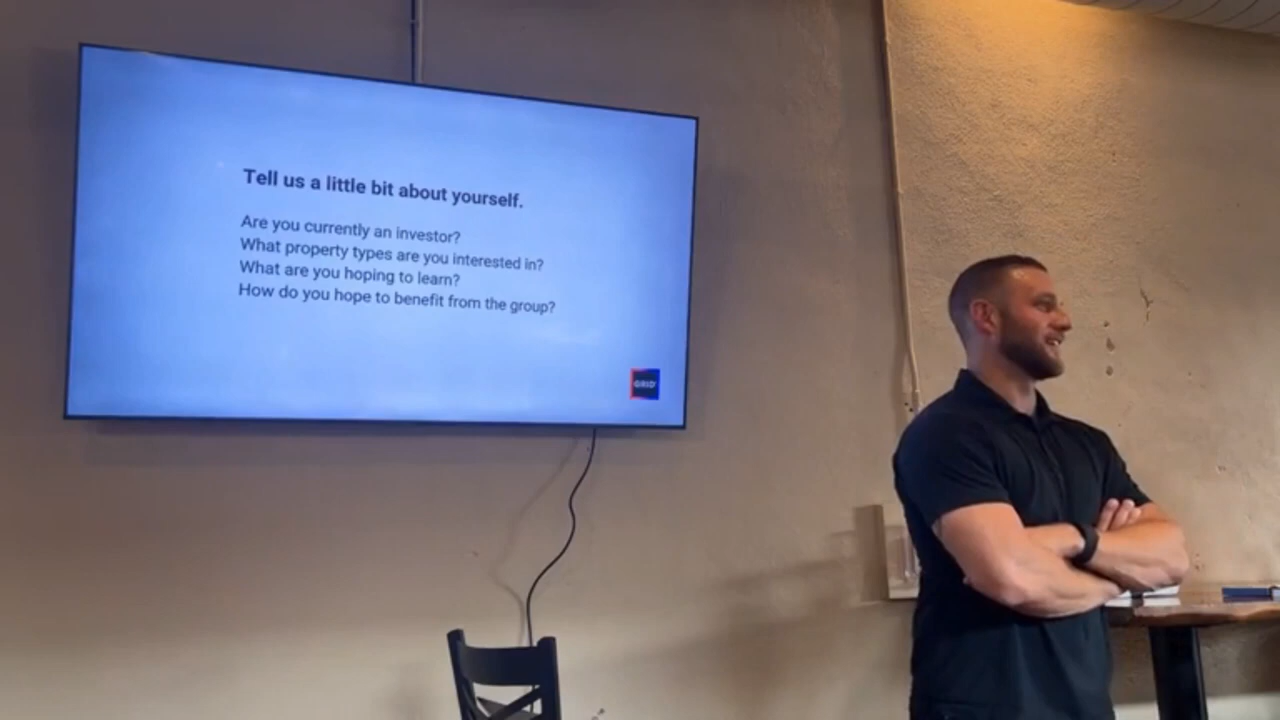 Tell us a little bit about yourself.
Are you currently an investor?
What property types are you interested in?
What are you hoping to learn?
How do you hope to benefit from the group?
GRID